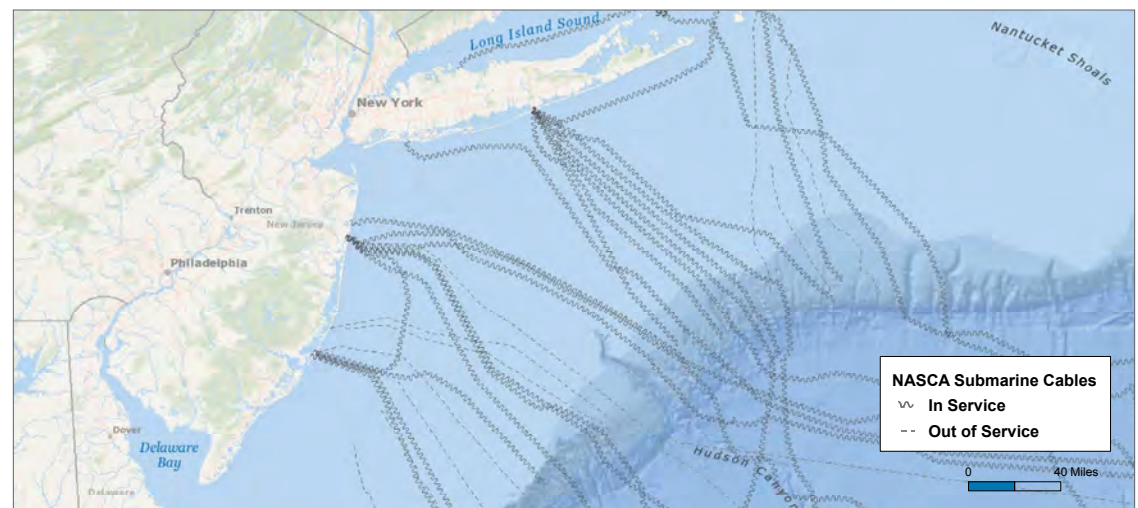 Long Island Sound
Nantucket Shoals
New York
Trenton
New Jersey
Philadelphia
NASCA Submarine Cables
In Service
Out of Service
Dover
Delaware
Bay
Hudson Canyon
0 40 Miles
Delaware